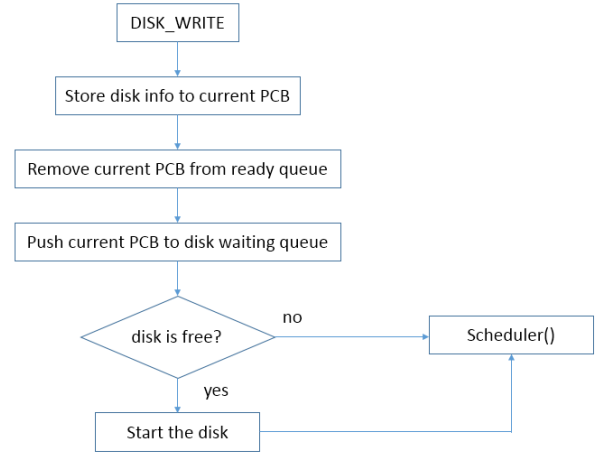 DISK_WRITE
Store disk info to current PCB
Remove current PCB from ready queue
Push current PCB to disk waiting queue
disk is free?
no
Scheduler()
yes
Start the disk